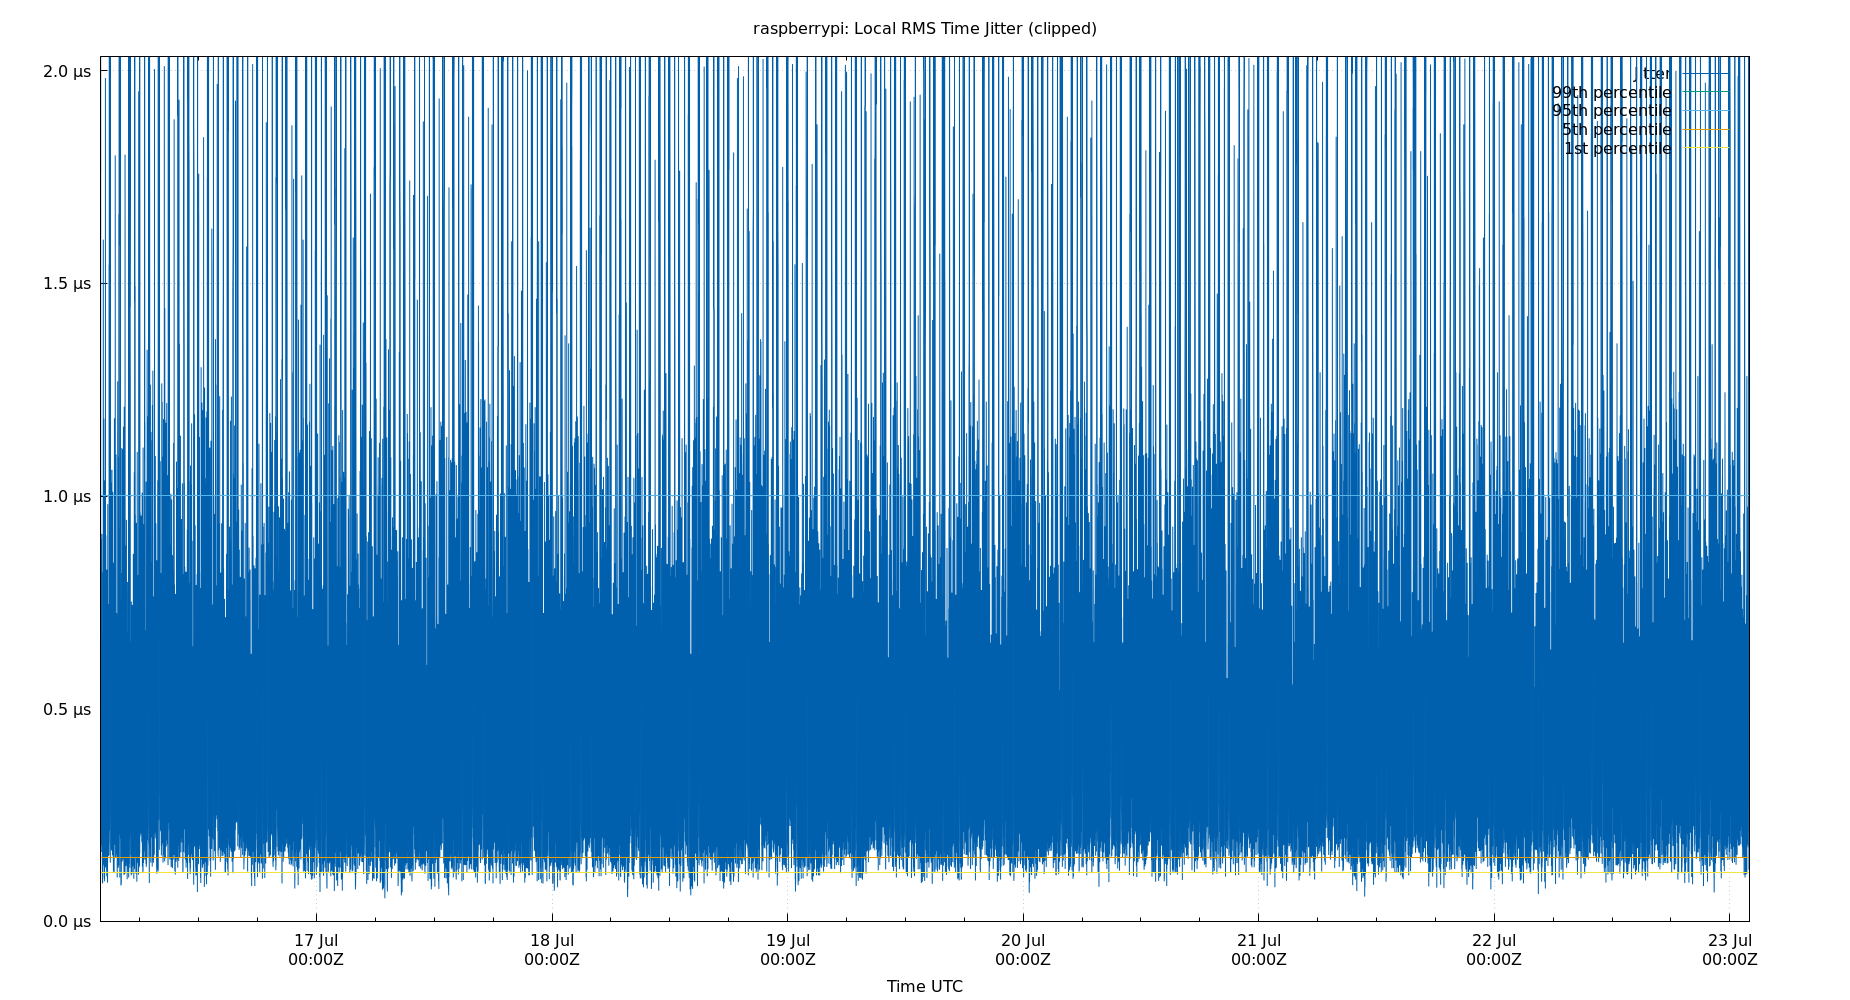 raspberrypi: Local RMS Time Jitter (clipped)
2.0 µs
1.5 µs
1.0 µs
0.5 µs
0.0 µs
jitter
99th percentile
95th percentile
5th percentile
1st percentile
17 Jul
00:00Z
18 Jul
00:00Z
19 Jul
00:00Z
20 Jul
00:00Z
21 Jul
00:00Z
22 Jul
00:00Z
23 Jul
00:00Z
Time UTC